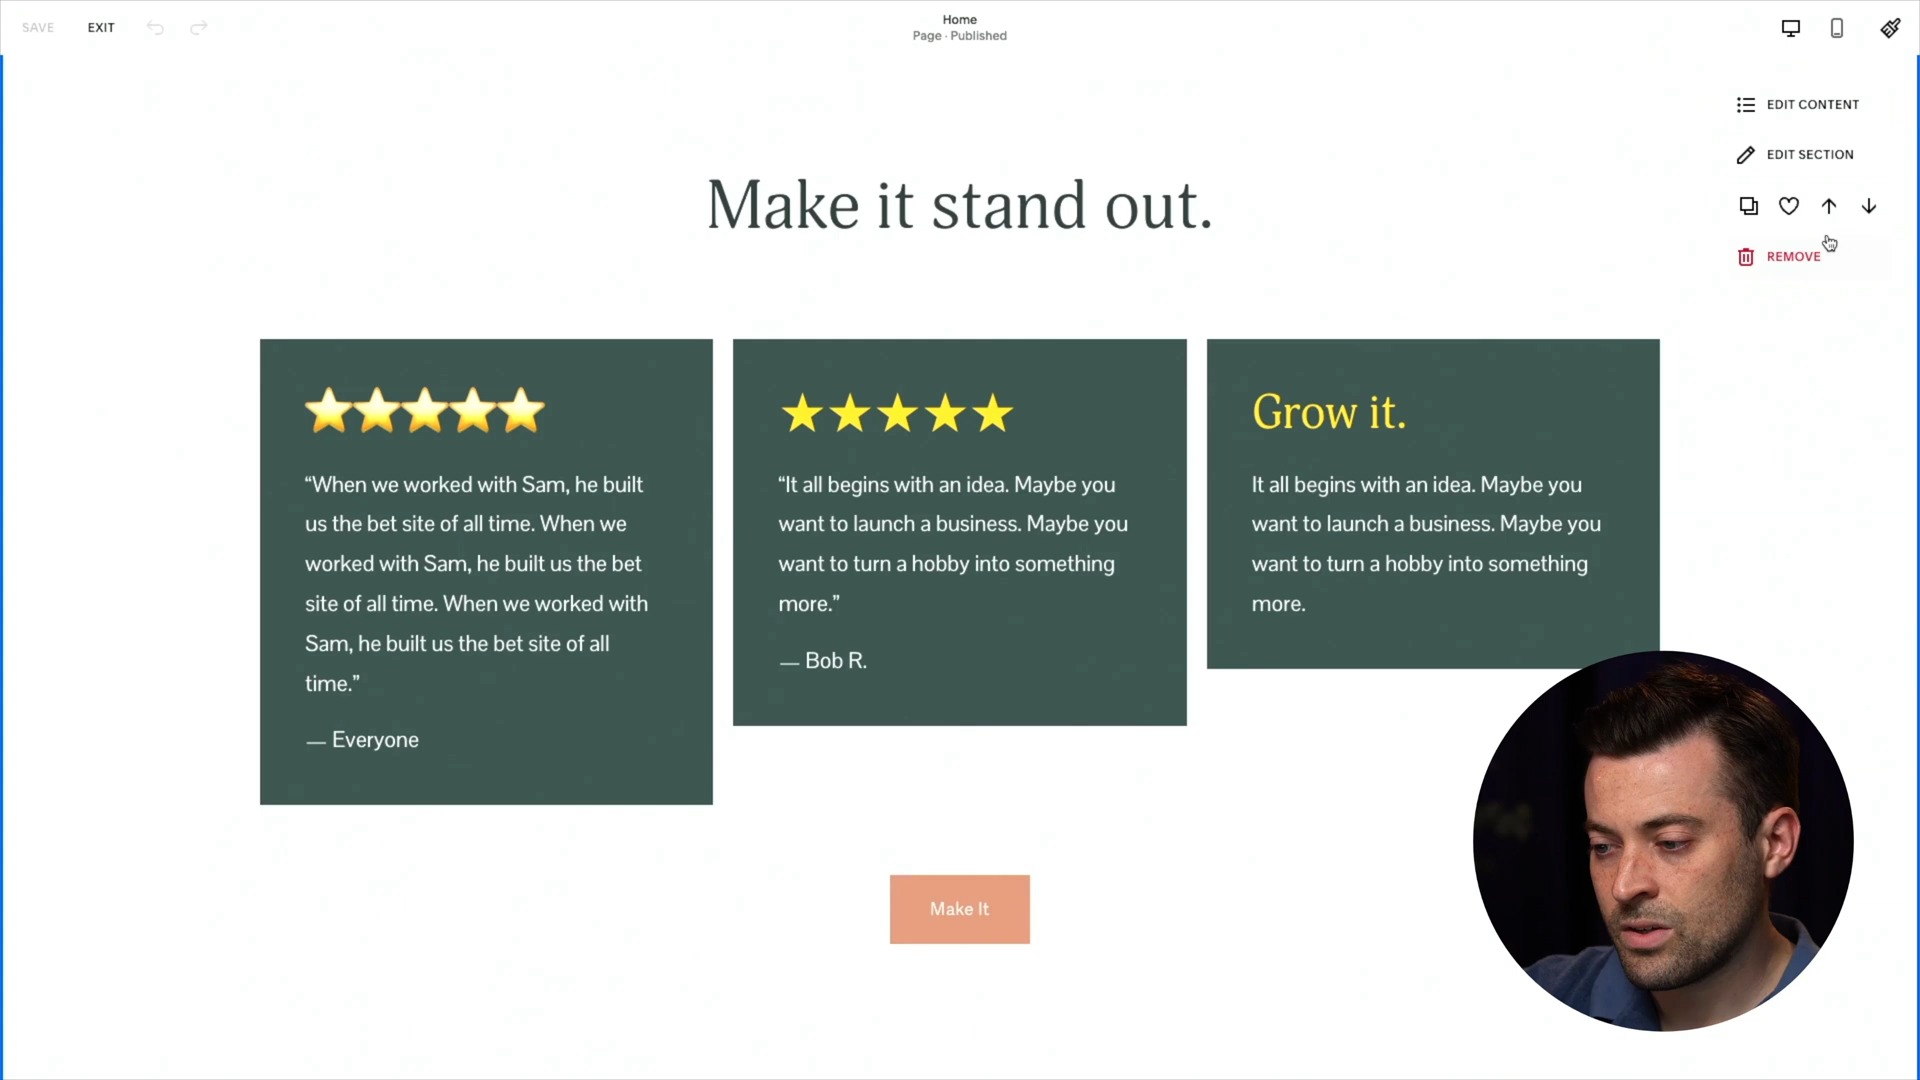 SAVE
EXIT
Home
Page · Published
EDIT CONTENT
EDIT SECTION
REMOVE
Make it stand out.
⭐⭐⭐⭐⭐
“When we worked with Sam, he built
us the bet site of all time. When we
worked with Sam, he built us the bet
site of all time. When we worked with
Sam, he built us the bet site of all
time.”
— Everyone
★★★★★
“It all begins with an idea. Maybe you
want to launch a business. Maybe you
want to turn a hobby into something
more.”
— Bob R.
Grow it.
It all begins with an idea. Maybe you
want to launch a business. Maybe you
want to turn a hobby into something
more.
Make It